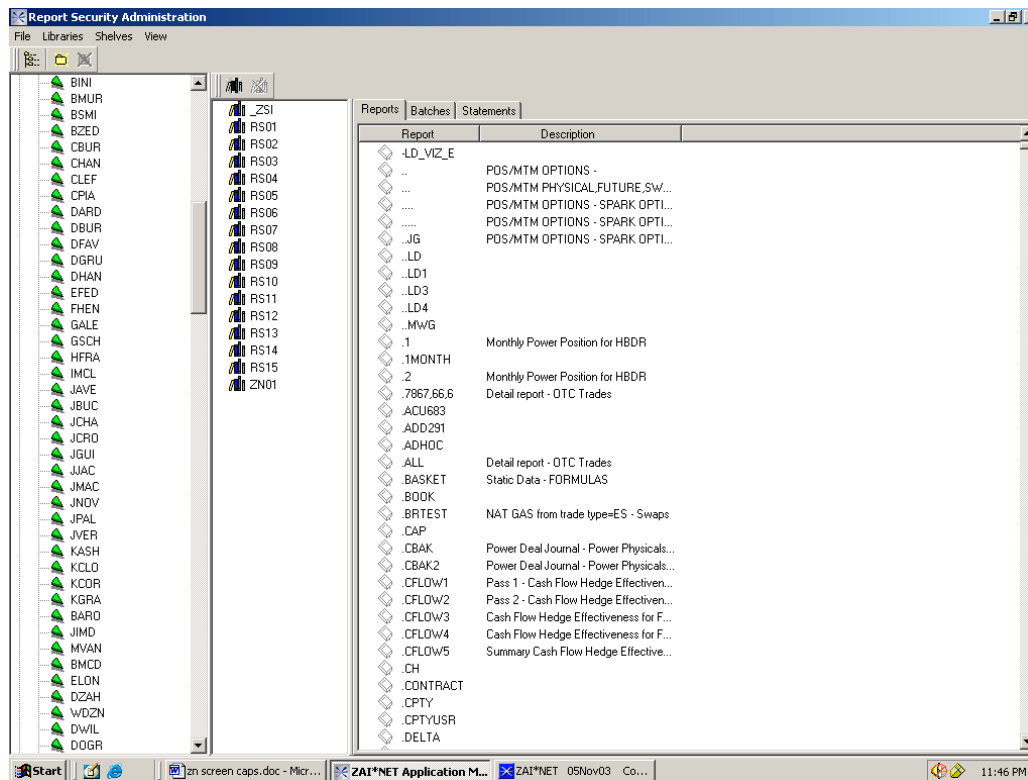 Report Security Administration
File Libraries Shelves View
BINI
BMUR
BSMI
BZED
CBUR
CHAN
CLEF
CPIA
DARD
DBUR
DFAV
DGRU
DHAN
EFED
FHEN
GALE
GSCH
HFRA
IMCL
JAVE
JBUC
JCHA
JCRO
JGUI
JJAC
JMAC
JNOV
JPAL
JVER
KASH
KCLO
KCOR
KGRA
BARO
JIMD
MVAN
BMCD
ELON
DZAH
WDZN
DWIL
DOGR
_ZSI
RS01
RS02
RS03
RS04
RS05
RS06
RS07
RS08
RS09
RS10
RS11
RS12
RS13
RS14
RS15
ZN01
Reports Batches Statements
Report Description
-LD_VIZ_E
.. POS/MTM OPTIONS -
... POS/MTM PHYSICAL,FUTURE,SW...
.... POS/MTM OPTIONS - SPARK OPTI...
..... POS/MTM OPTIONS - SPARK OPTI...
..JG POS/MTM OPTIONS - SPARK OPTI...
..LD
..LD1
..LD3
..LD4
..MWG
.1 Monthly Power Position for HBDR
.1MONTH
.2 Monthly Power Position for HBDR
.7867,66,6 Detail report - OTC Trades
.ACU683
.ADD291
.ADHOC
.ALL Detail report - OTC Trades
.BASKET Static Data - FORMULAS
.BOOK
.BRTEST NAT GAS from trade type=ES - Swaps
.CAP
.CBAK Power Deal Journal - Power Physicals...
.CBAK2 Power Deal Journal - Power Physicals...
.CFLOW1 Pass 1 - Cash Flow Hedge Effectiven...
.CFLOW2 Pass 2 - Cash Flow Hedge Effectiven...
.CFLOW3 Cash Flow Hedge Effectiveness for F...
.CFLOW4 Cash Flow Hedge Effectiveness for F...
.CFLOW5 Summary Cash Flow Hedge Effective...
.CH
.CONTRACT
.CPTY
.CPTYUSR
.DELTA
Start zn screen caps.doc - Micr... ZAI*NET Application M... ZAI*NET 05Nov03 Co... 11:46 PM